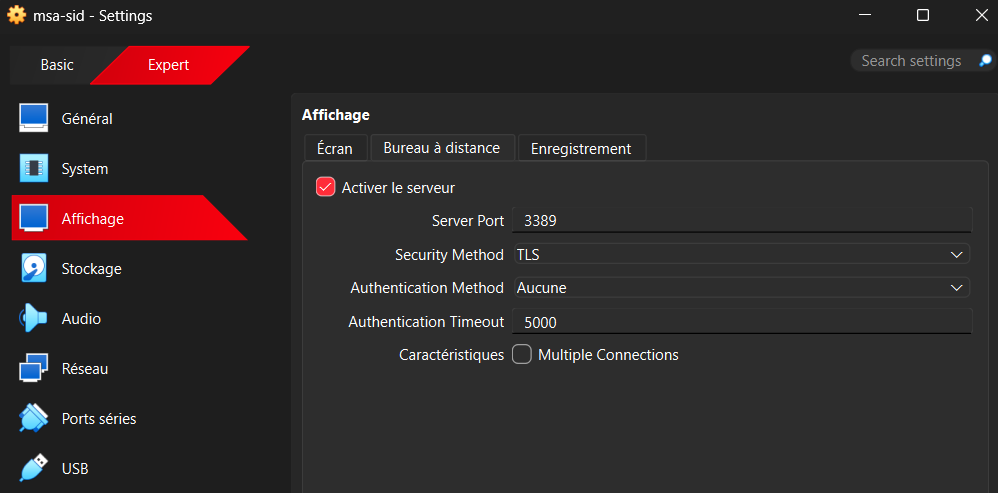 msa-sid - Settings
Basic
Expert
Search settings
Général
System
Affichage
Stockage
Audio
Réseau
Ports séries
USB
Affichage
Écran
Bureau à distance
Enregistrement
Activer le serveur
Server Port 3389
Security Method TLS
Authentication Method Aucune
Authentication Timeout 5000
Caractéristiques Multiple Connections